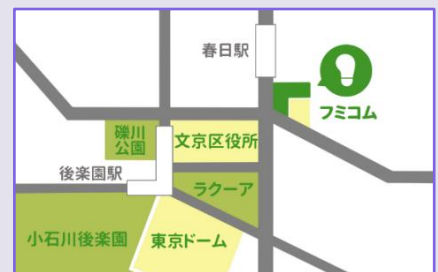 春日駅
フミコム
礫川
公園
文京区役所
後楽園駅
ラクーア
小石川後楽園
東京ドーム